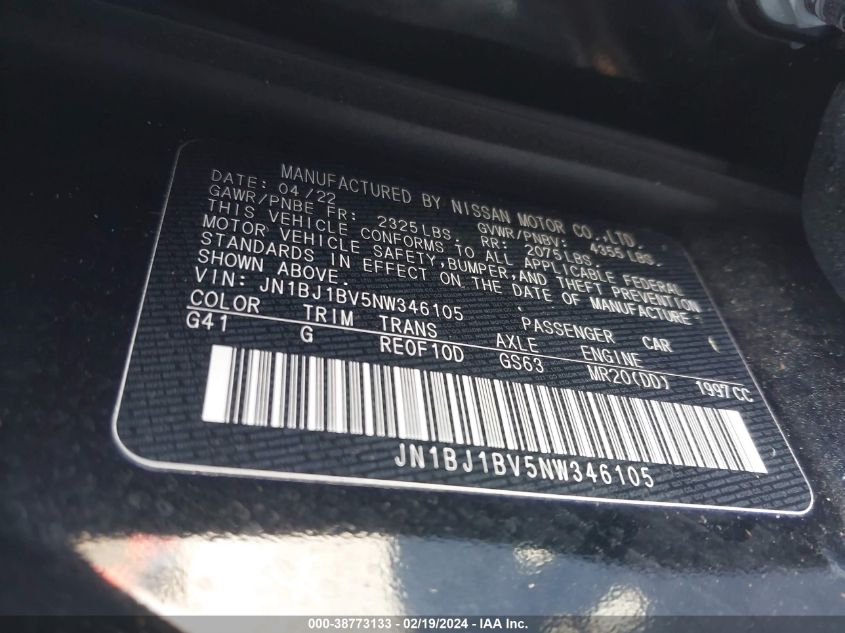 MANUFACTURED BY NISSAN MOTOR CO.,LTD.
DATE: 04/22 GVWR/PNBV: 4355LBS
GAWR/PNBE FR: 2325LBS RR: 2075LBS
THIS VEHICLE CONFORMS TO ALL APPLICABLE FEDERAL
MOTOR VEHICLE SAFETY,BUMPER,AND THEFT PREVENTION
STANDARDS IN EFFECT ON THE DATE OF MANUFACTURE
SHOWN ABOVE.
VIN: JN1BJ1BV5NW346105 PASSENGER CAR
COLOR TRIM TRANS AXLE ENGINE
G41 G RE0F10D GS63 MR20(DD) 1997CC
JN1BJ1BV5NW346105
000-38773133 - 02/19/2024 - IAA Inc.